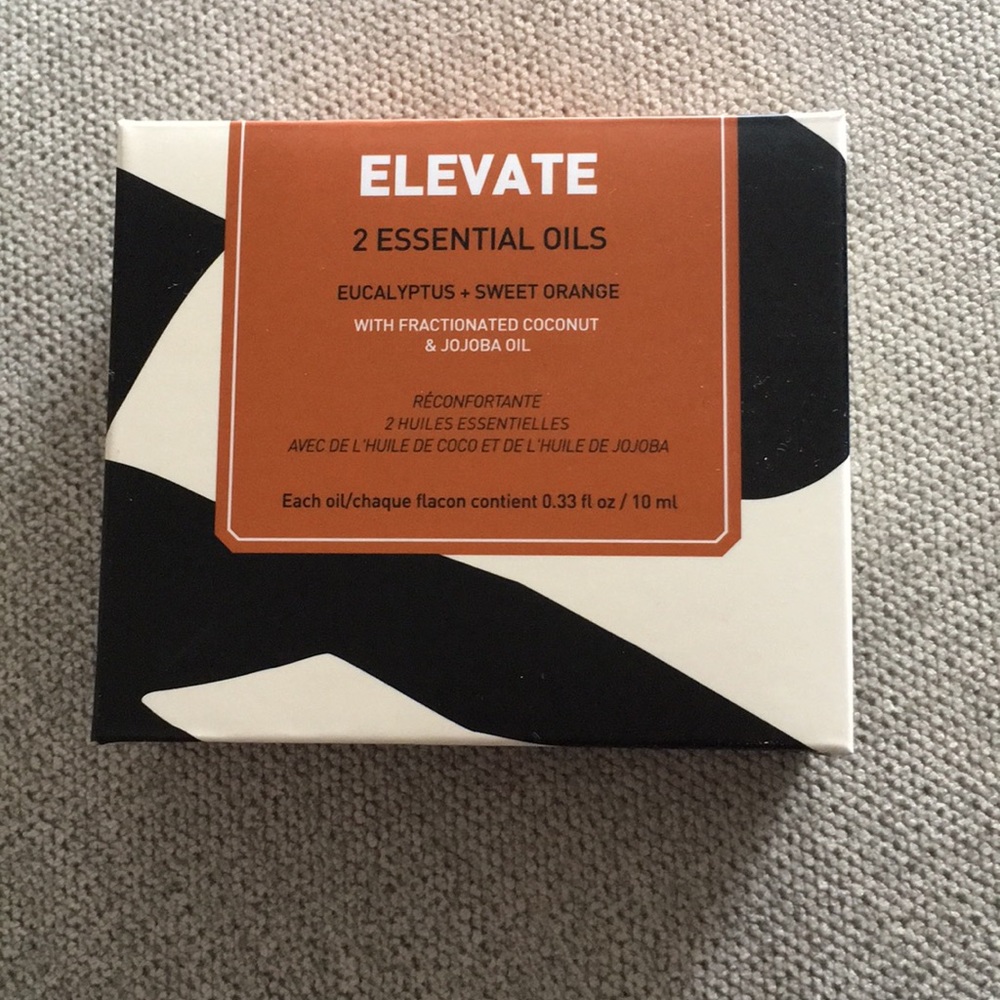 ELEVATE
2 ESSENTIAL OILS
EUCALYPTUS + SWEET ORANGE
WITH FRACTIONATED COCONUT
& JOJOBA OIL
RÉCONFORTANTE
2 HUILES ESSENTIELLES
AVEC DE L'HUILE DE COCO ET DE L'HUILE DE JOJOBA
Each oil/chaque flacon contient 0.33 fl oz / 10 ml